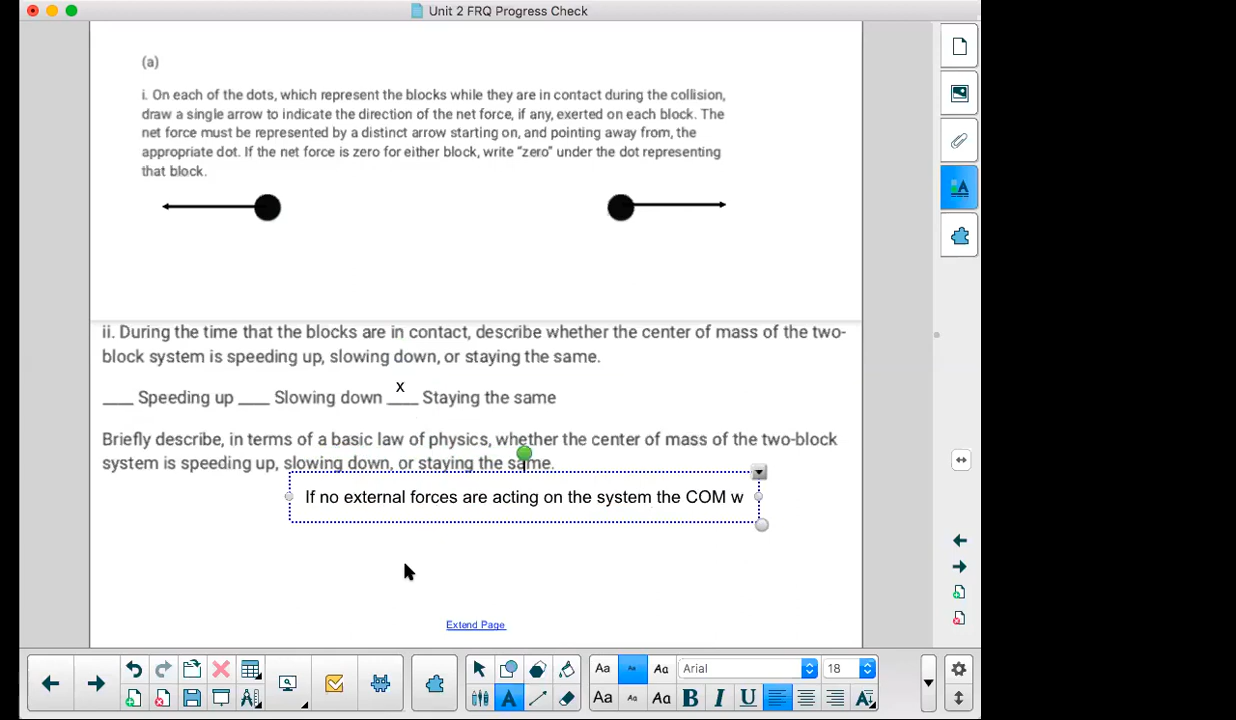 Unit 2 FRQ Progress Check
(a)
i. On each of the dots, which represent the blocks while they are in contact during the collision,
draw a single arrow to indicate the direction of the net force, if any, exerted on each block. The
net force must be represented by a distinct arrow starting on, and pointing away from, the
appropriate dot. If the net force is zero for either block, write “zero” under the dot representing
that block.
ii. During the time that the blocks are in contact, describe whether the center of mass of the two-
block system is speeding up, slowing down, or staying the same.
x
____ Speeding up ____ Slowing down ____ Staying the same
Briefly describe, in terms of a basic law of physics, whether the center of mass of the two-block
system is speeding up, slowing down, or staying the same.
If no external forces are acting on the system the COM w
Extend Page
Aa Aa Aa Arial 18
A Aa Aa Aa B I U A